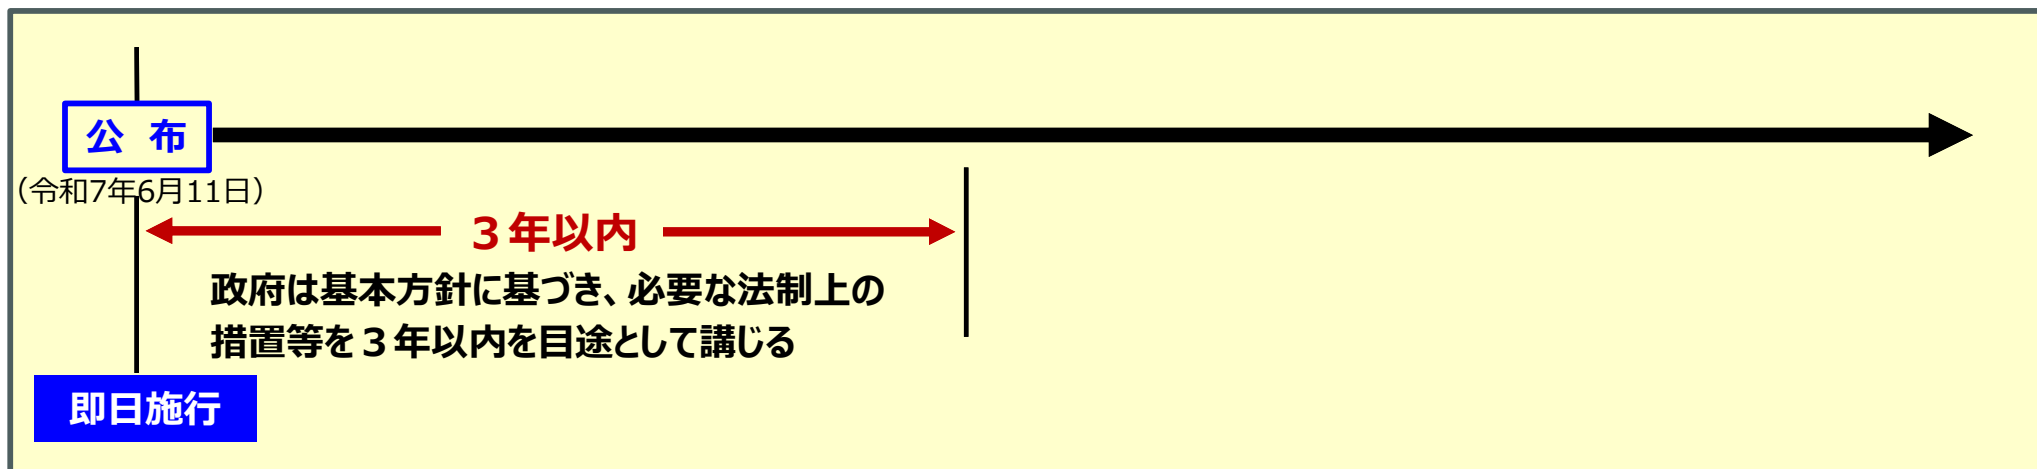 公 布
（令和7年6月11日）
３年以内
政府は基本方針に基づき、必要な法制上の
措置等を３年以内を目途として講じる
即日施行